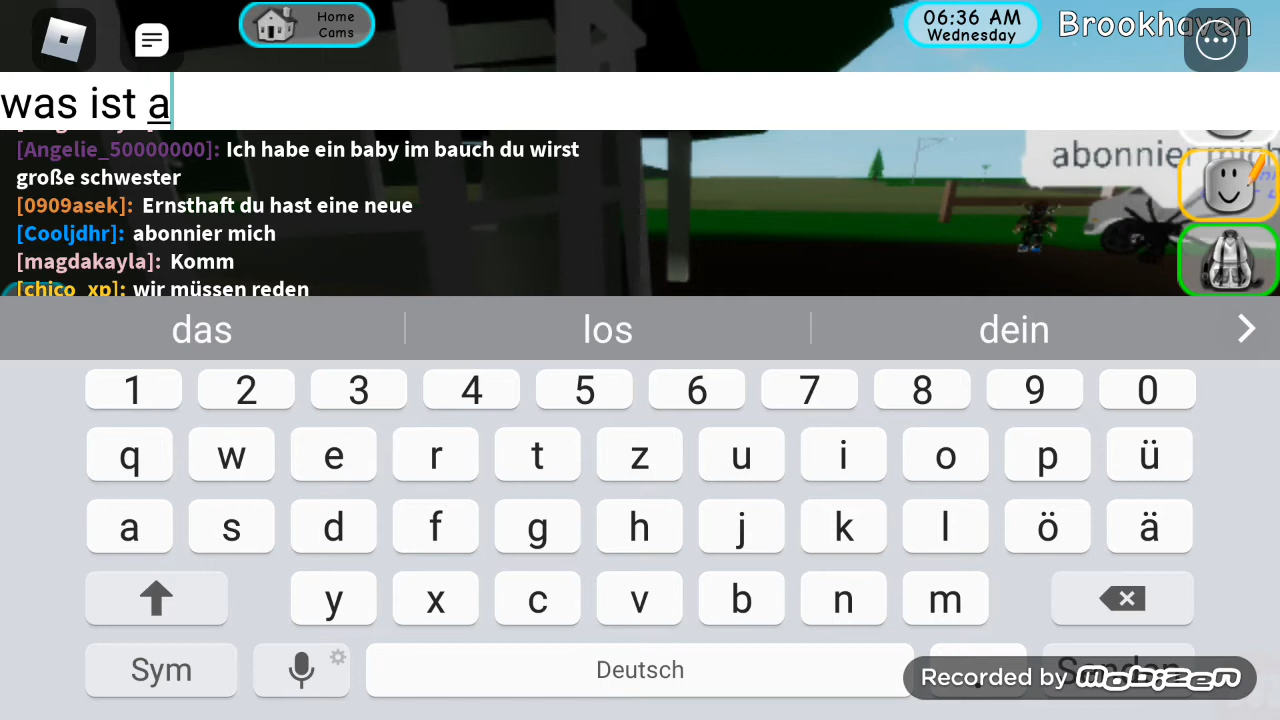 Home
Cams
06:36 AM
Wednesday
Brookhaven
was ist a
[Angelie_50000000]: Ich habe ein baby im bauch du wirst
große schwester
[0909asek]: Ernsthaft du hast eine neue
[Cooljdhr]: abonnier mich
[magdakayla]: Komm
[chico_xp]: wir müssen reden
abonnier mich
das los dein
1 2 3 4 5 6 7 8 9 0
q w e r t z u i o p ü
a s d f g h j k l ö ä
y x c v b n m
Sym Deutsch . Senden
Recorded by mobizen